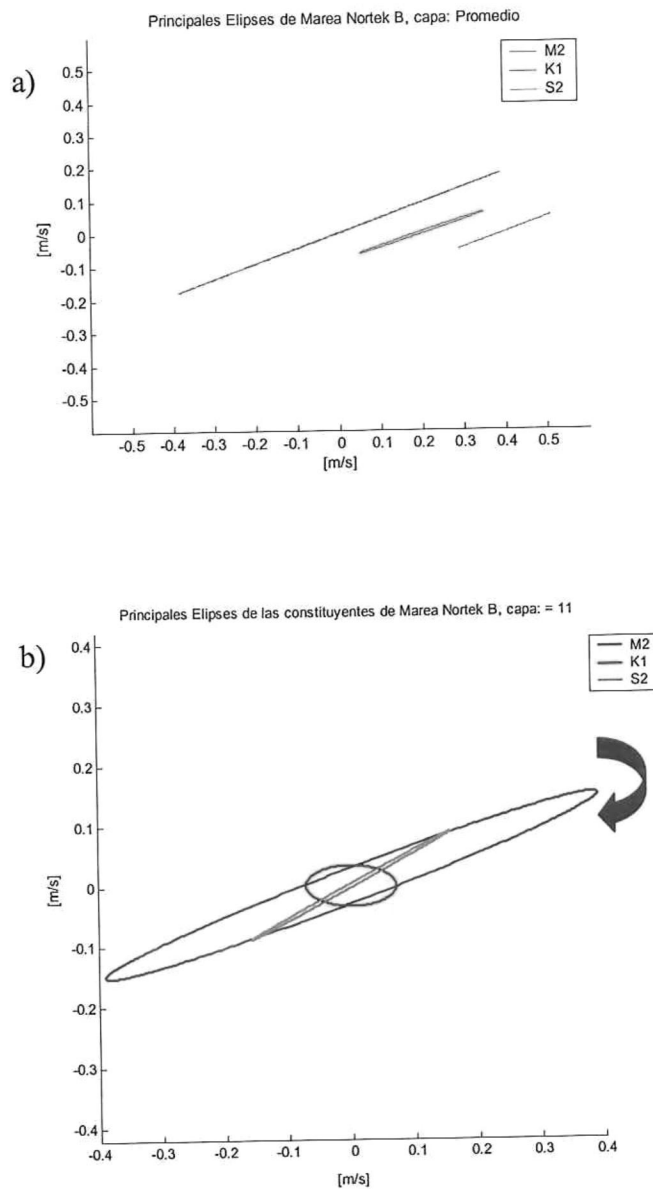 Principales Elipses de Marea Nortek B, capa: Promedio
a)
M2
K1
S2
0.5
0.4
0.3
0.2
0.1
0
-0.1
-0.2
-0.3
-0.4
-0.5
[m/s]
-0.5 -0.4 -0.3 -0.2 -0.1 0 0.1 0.2 0.3 0.4 0.5
[m/s]
Principales Elipses de las constituyentes de Marea Nortek B, capa: = 11
b)
M2
K1
S2
0.4
0.3
0.2
0.1
0
-0.1
-0.2
-0.3
-0.4
[m/s]
-0.4 -0.3 -0.2 -0.1 0 0.1 0.2 0.3 0.4
[m/s]